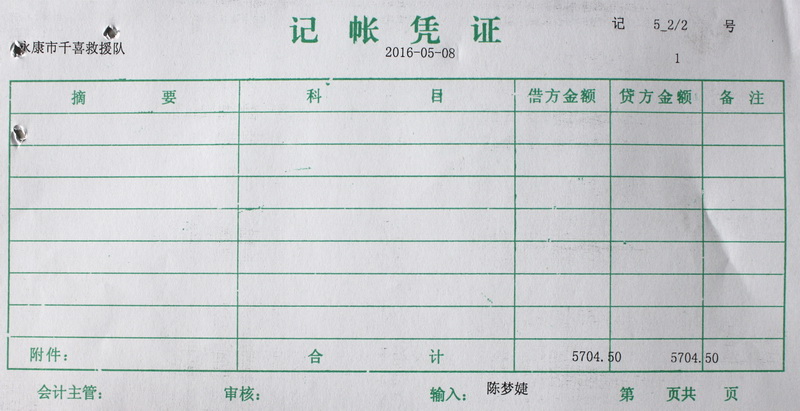 记帐凭证
记 5_2/2 号
永康市千喜救援队 2016-05-08
1
摘要 科目 借方金额 贷方金额 备注
附件： 合计 5704.50 5704.50
会计主管： 审核： 输入： 陈梦婕 第 页共 页